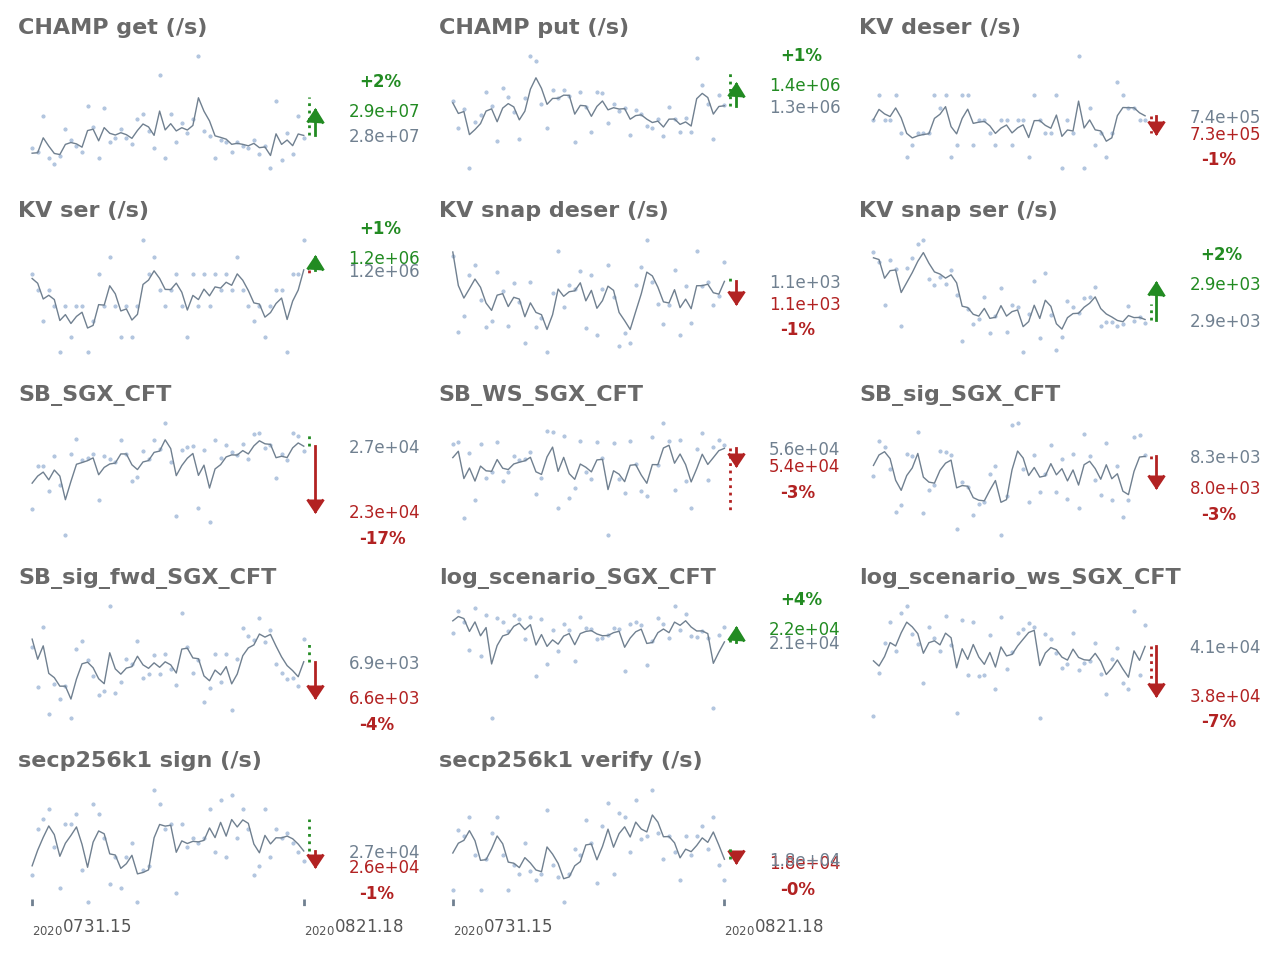 CHAMP get (/s)
+2%
2.9e+07
2.8e+07
CHAMP put (/s)
+1%
1.4e+06
1.3e+06
KV deser (/s)
7.4e+05
7.3e+05
-1%
KV ser (/s)
+1%
1.2e+06
1.2e+06
KV snap deser (/s)
1.1e+03
1.1e+03
-1%
KV snap ser (/s)
+2%
2.9e+03
2.9e+03
SB_SGX_CFT
2.7e+04
2.3e+04
-17%
SB_WS_SGX_CFT
5.6e+04
5.4e+04
-3%
SB_sig_SGX_CFT
8.3e+03
8.0e+03
-3%
SB_sig_fwd_SGX_CFT
6.9e+03
6.6e+03
-4%
log_scenario_SGX_CFT
+4%
2.2e+04
2.1e+04
log_scenario_ws_SGX_CFT
4.1e+04
3.8e+04
-7%
secp256k1 sign (/s)
2.7e+04
2.6e+04
-1%
20200731.15
20200821.18
secp256k1 verify (/s)
1.8e+04
1.8e+04
-0%
20200731.15
20200821.18